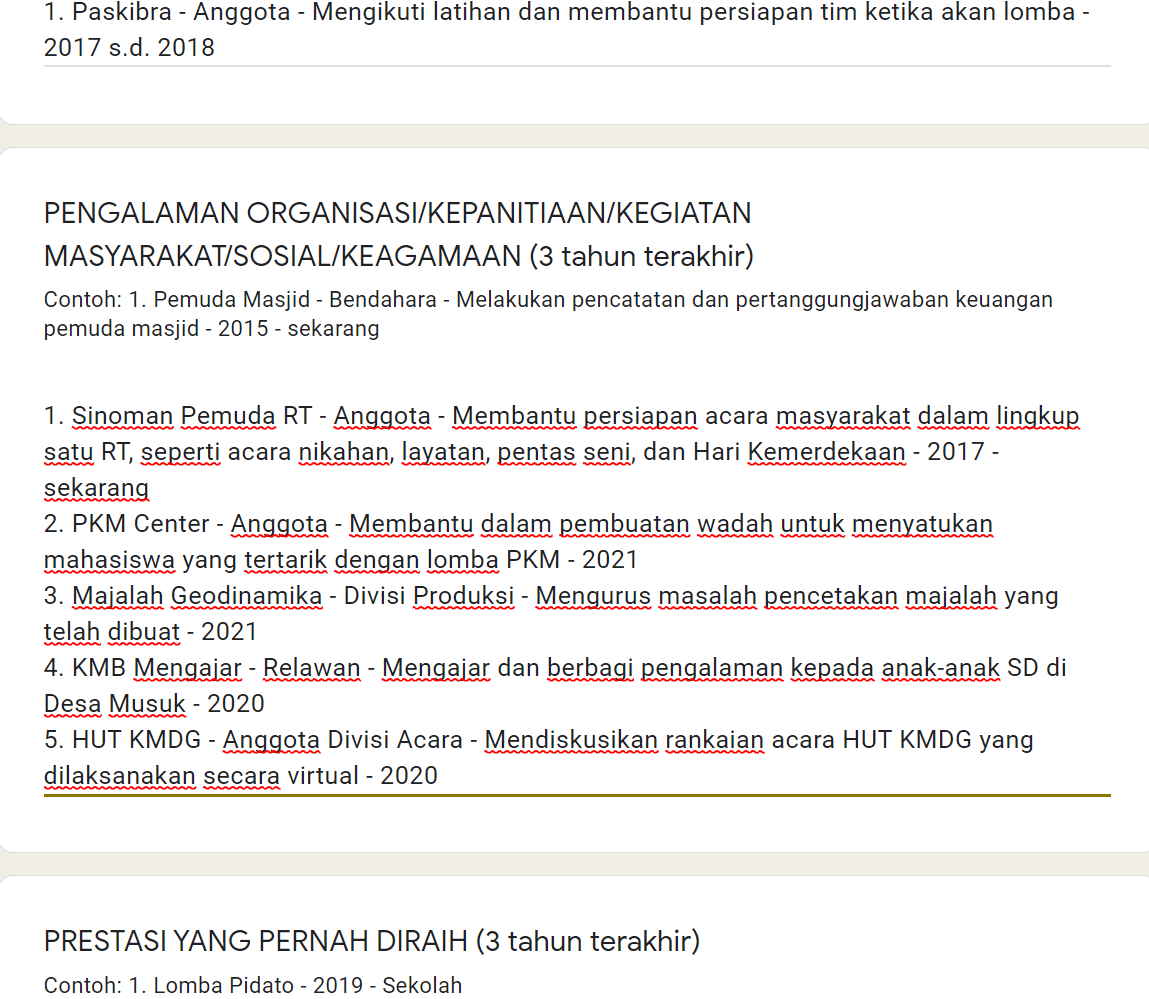 1. Paskibra - Anggota - Mengikuti latihan dan membantu persiapan tim ketika akan lomba -
2017 s.d. 2018
PENGALAMAN ORGANISASI/KEPANITIAAN/KEGIATAN
MASYARAKAT/SOSIAL/KEAGAMAAN (3 tahun terakhir)
Contoh: 1. Pemuda Masjid - Bendahara - Melakukan pencatatan dan pertanggungjawaban keuangan
pemuda masjid - 2015 - sekarang
1. Sinoman Pemuda RT - Anggota - Membantu persiapan acara masyarakat dalam lingkup
satu RT, seperti acara nikahan, layatan, pentas seni, dan Hari Kemerdekaan - 2017 -
sekarang
2. PKM Center - Anggota - Membantu dalam pembuatan wadah untuk menyatukan
mahasiswa yang tertarik dengan lomba PKM - 2021
3. Majalah Geodinamika - Divisi Produksi - Mengurus masalah pencetakan majalah yang
telah dibuat - 2021
4. KMB Mengajar - Relawan - Mengajar dan berbagi pengalaman kepada anak-anak SD di
Desa Musuk - 2020
5. HUT KMDG - Anggota Divisi Acara - Mendiskusikan rankaian acara HUT KMDG yang
dilaksanakan secara virtual - 2020
PRESTASI YANG PERNAH DIRAIH (3 tahun terakhir)
Contoh: 1. Lomba Pidato - 2019 - Sekolah